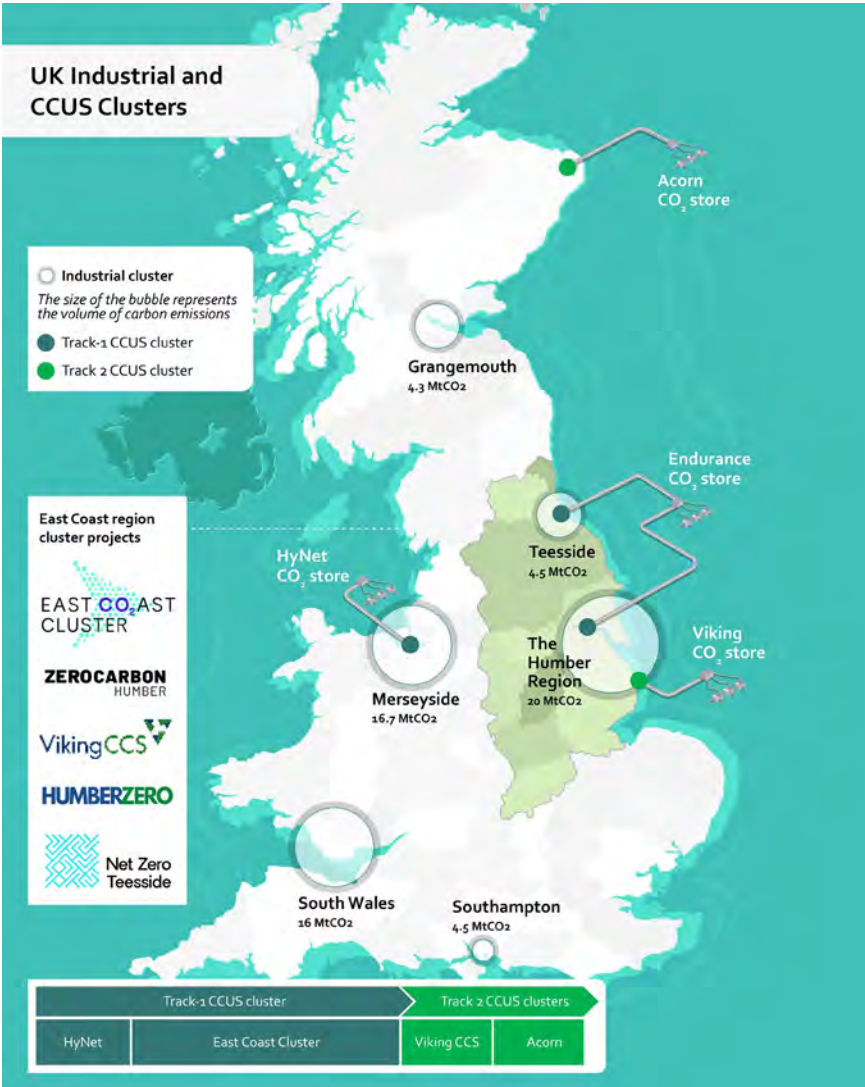 UK Industrial and
CCUS Clusters
Acorn
CO₂ store
Industrial cluster
The size of the bubble represents
the volume of carbon emissions
Track-1 CCUS cluster
Track 2 CCUS cluster
Grangemouth
4.3 MtCO2
Endurance
CO₂ store
East Coast region
cluster projects
Teesside
4.5 MtCO2
HyNet
CO₂ store
EAST CO₂AST
CLUSTER
The
Humber
Region
20 MtCO2
Viking
CO₂ store
ZEROCARBON
HUMBER
Merseyside
16.7 MtCO2
VikingCCS
HUMBERZERO
Net Zero
Teesside
South Wales
16 MtCO2
Southampton
4.5 MtCO2
Track-1 CCUS cluster
Track 2 CCUS clusters
HyNet
East Coast Cluster
Viking CCS
Acorn